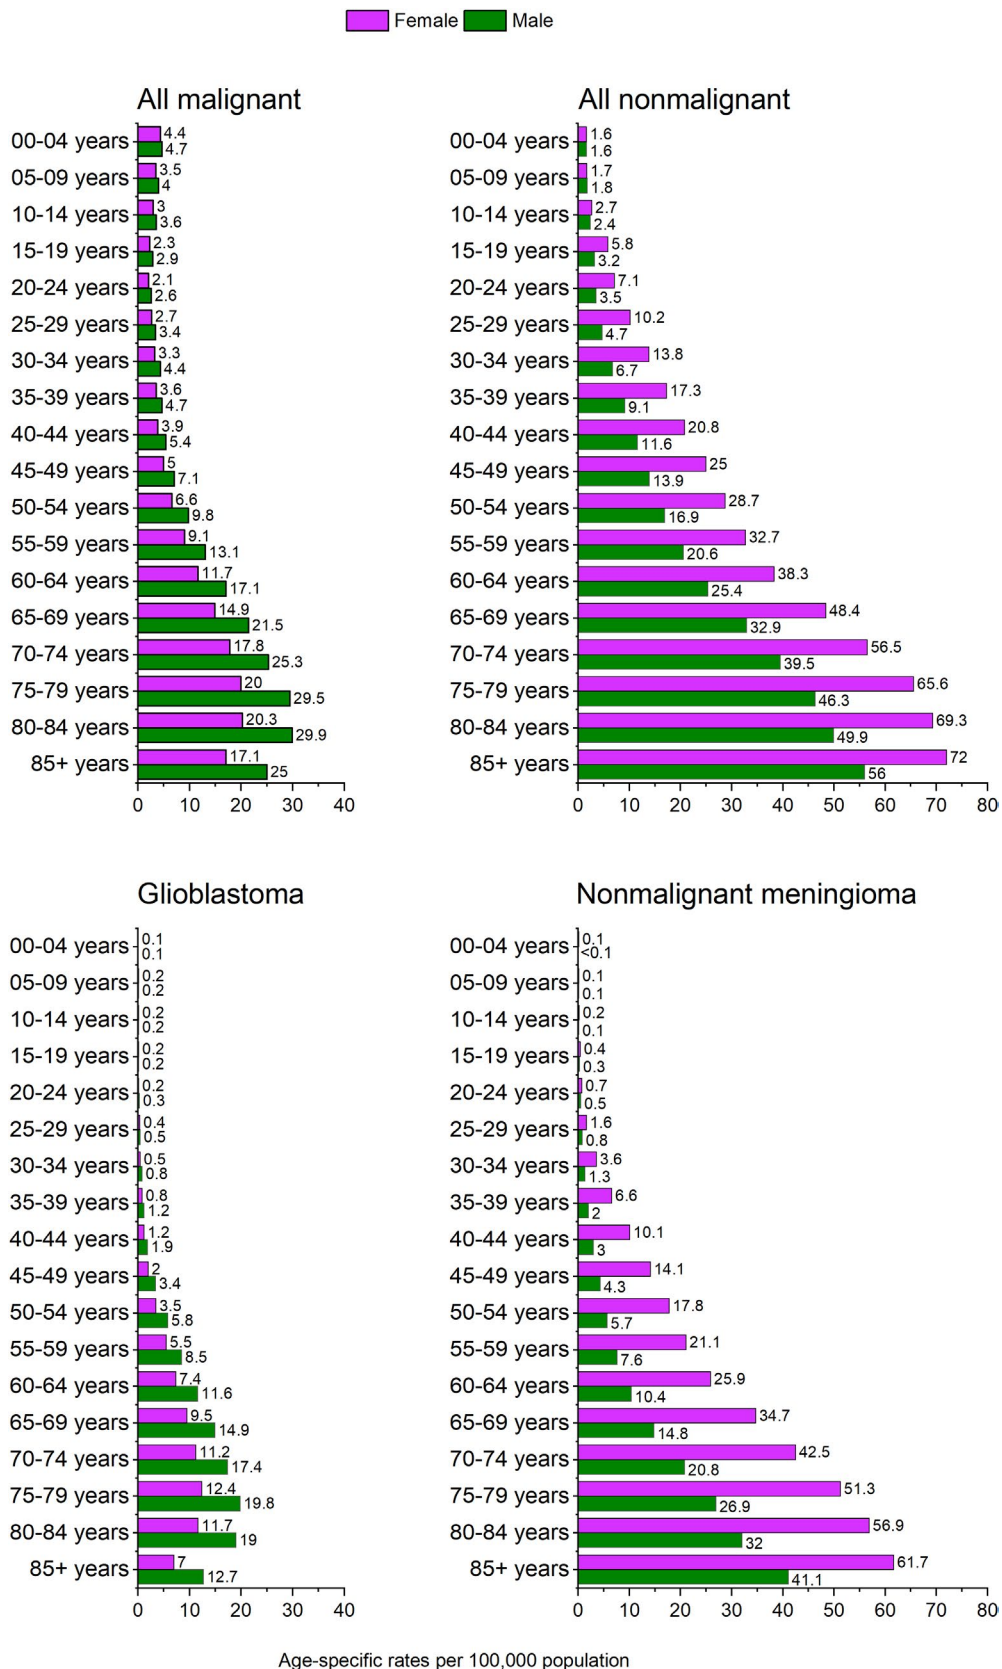 Female Male
All malignant
00-04 years 4.4 4.7
05-09 years 3.5 4
10-14 years 3 3.6
15-19 years 2.3 2.9
20-24 years 2.1 2.6
25-29 years 2.7 3.4
30-34 years 3.3 4.4
35-39 years 3.6 4.7
40-44 years 3.9 5.4
45-49 years 5 7.1
50-54 years 6.6 9.8
55-59 years 9.1 13.1
60-64 years 11.7 17.1
65-69 years 14.9 21.5
70-74 years 17.8 25.3
75-79 years 20 29.5
80-84 years 20.3 29.9
85+ years 17.1 25
0 10 20 30 40
All nonmalignant
00-04 years 1.6 1.6
05-09 years 1.7 1.8
10-14 years 2.7 2.4
15-19 years 5.8 3.2
20-24 years 7.1 3.5
25-29 years 10.2 4.7
30-34 years 13.8 6.7
35-39 years 17.3 9.1
40-44 years 20.8 11.6
45-49 years 25 13.9
50-54 years 28.7 16.9
55-59 years 32.7 20.6
60-64 years 38.3 25.4
65-69 years 48.4 32.9
70-74 years 56.5 39.5
75-79 years 65.6 46.3
80-84 years 69.3 49.9
85+ years 72 56
0 10 20 30 40 50 60 70 80
Glioblastoma
00-04 years 0.1 0.1
05-09 years 0.2 0.2
10-14 years 0.2 0.2
15-19 years 0.2 0.2
20-24 years 0.2 0.3
25-29 years 0.4 0.5
30-34 years 0.5 0.8
35-39 years 0.8 1.2
40-44 years 1.2 1.9
45-49 years 2 3.4
50-54 years 3.5 5.8
55-59 years 5.5 8.5
60-64 years 7.4 11.6
65-69 years 9.5 14.9
70-74 years 11.2 17.4
75-79 years 12.4 19.8
80-84 years 11.7 19
85+ years 7 12.7
0 10 20 30 40
Nonmalignant meningioma
00-04 years 0.1 <0.1
05-09 years 0.1 0.1
10-14 years 0.2 0.1
15-19 years 0.4 0.3
20-24 years 0.7 0.5
25-29 years 1.6 0.8
30-34 years 3.6 1.3
35-39 years 6.6 2
40-44 years 10.1 3
45-49 years 14.1 4.3
50-54 years 17.8 5.7
55-59 years 21.1 7.6
60-64 years 25.9 10.4
65-69 years 34.7 14.8
70-74 years 42.5 20.8
75-79 years 51.3 26.9
80-84 years 56.9 32
85+ years 61.7 41.1
0 10 20 30 40 50 60 70 80
Age-specific rates per 100,000 population